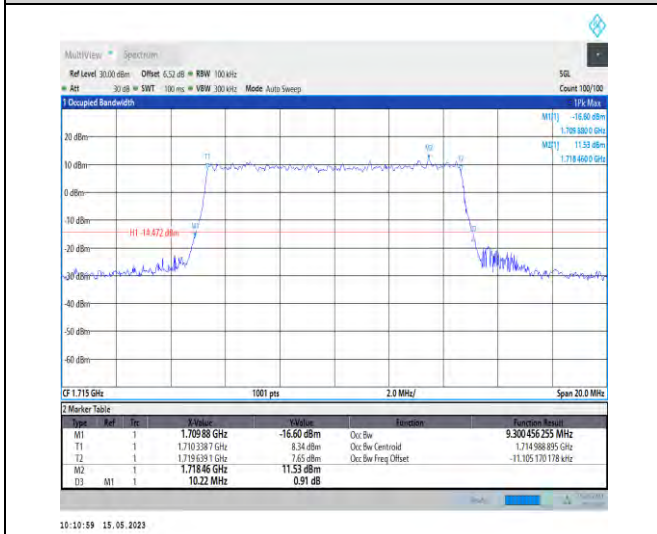 MultiView Spectrum
Ref Level 30.00 dBm Offset 6.52 dB RBW 100 kHz SGL
Att 30 dB SWT 100 ms VBW 300 kHz Mode Auto Sweep Count 100/100
1 Occupied Bandwidth 1Pk Max
M1[1] -16.60 dBm
1.709 880 0 GHz
M2[1] 11.53 dBm
1.718 460 0 GHz
20 dBm
M2
T1
10 dBm
0 dBm
-10 dBm
M1
H1 -14.472 dBm
-20 dBm
-30 dBm
-40 dBm
-50 dBm
-60 dBm
CF 1.715 GHz 1001 pts 2.0 MHz/ Span 20.0 MHz
2 Marker Table
Type Ref Trc X-Value Y-Value Function Function Result
M1 1 1.709 88 GHz -16.60 dBm Occ Bw 9.300 456 255 MHz
T1 1 1.710 338 7 GHz 8.34 dBm Occ Bw Centroid 1.714 988 895 GHz
T2 1 1.719 639 1 GHz 7.65 dBm Occ Bw Freq Offset -11.105 170 178 kHz
M2 1 1.718 46 GHz 11.53 dBm
D3 M1 1 10.22 MHz 0.91 dB
10:10:59 15.05.2023